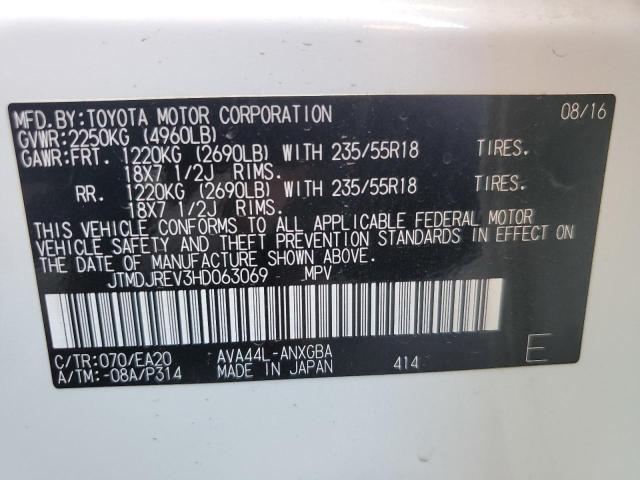 MFD.BY:TOYOTA MOTOR CORPORATION 08/16
GVWR:2250KG (4960LB)
GAWR:FRT. 1220KG (2690LB) WITH 235/55R18 TIRES.
18X7 1/2J RIMS.
RR. 1220KG (2690LB) WITH 235/55R18 TIRES.
18X7 1/2J RIMS.
THIS VEHICLE CONFORMS TO ALL APPLICABLE FEDERAL MOTOR
VEHICLE SAFETY AND THEFT PREVENTION STANDARDS IN EFFECT ON
THE DATE OF MANUFACTURE SHOWN ABOVE.
JTMDJREV3HD063069 MPV
C/TR:070/EA20 AVA44L-ANXGBA
A/TM:-08A/P314 MADE IN JAPAN 414 E